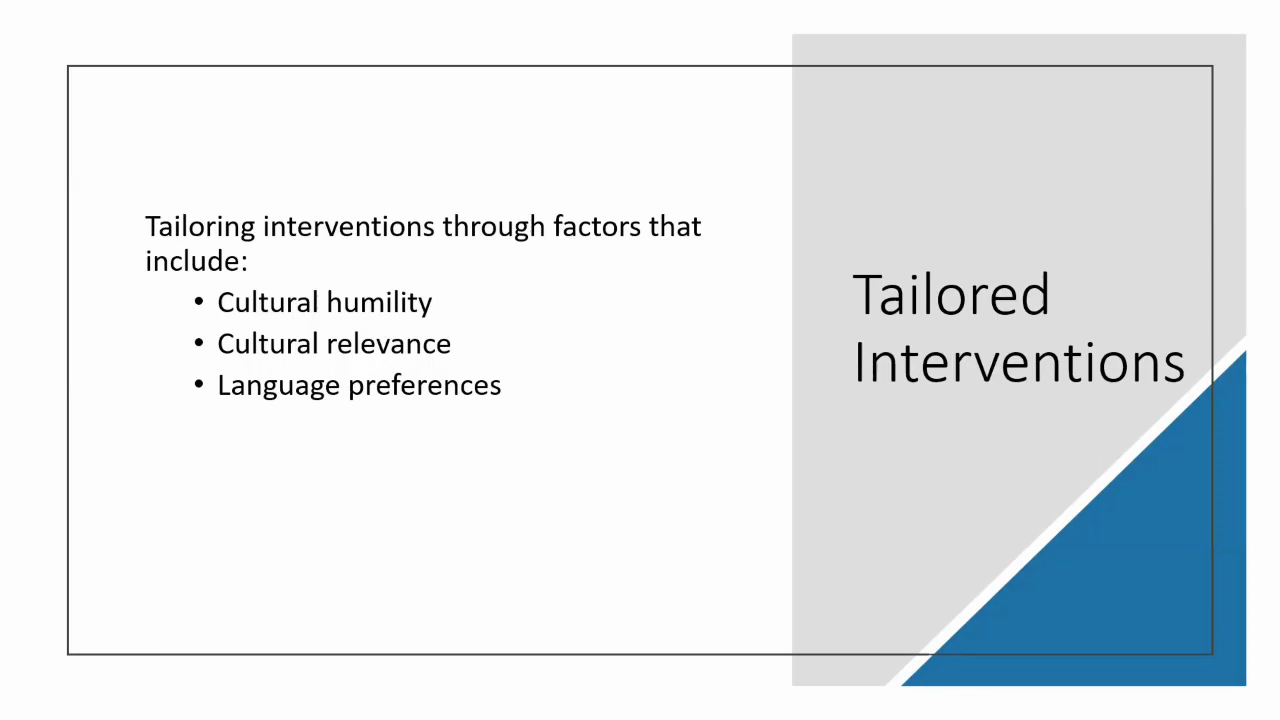 Tailoring interventions through factors that
include:
• Cultural humility
• Cultural relevance
• Language preferences
Tailored
Interventions